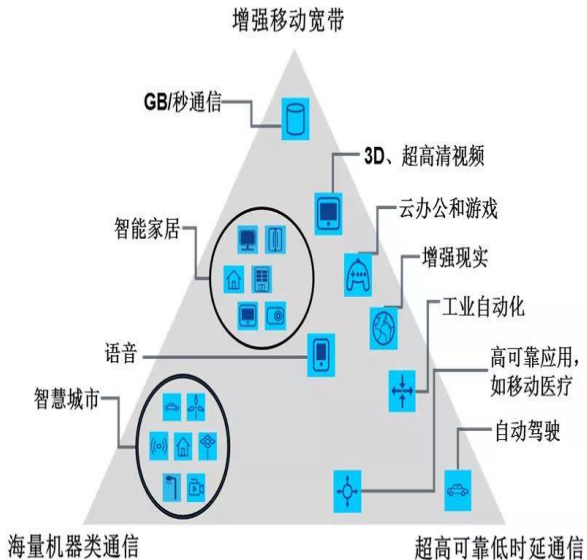 增强移动宽带
GB/秒通信
3D、超高清视频
云办公和游戏
智能家居
增强现实
工业自动化
语音
高可靠应用，
如移动医疗
智慧城市
自动驾驶
海量机器类通信
超高可靠低时延通信